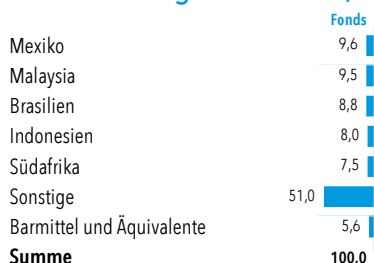 Fonds
Mexiko 9,6
Malaysia 9,5
Brasilien 8,8
Indonesien 8,0
Südafrika 7,5
Sonstige 51,0
Barmittel und Äquivalente 5,6
Summe 100,0